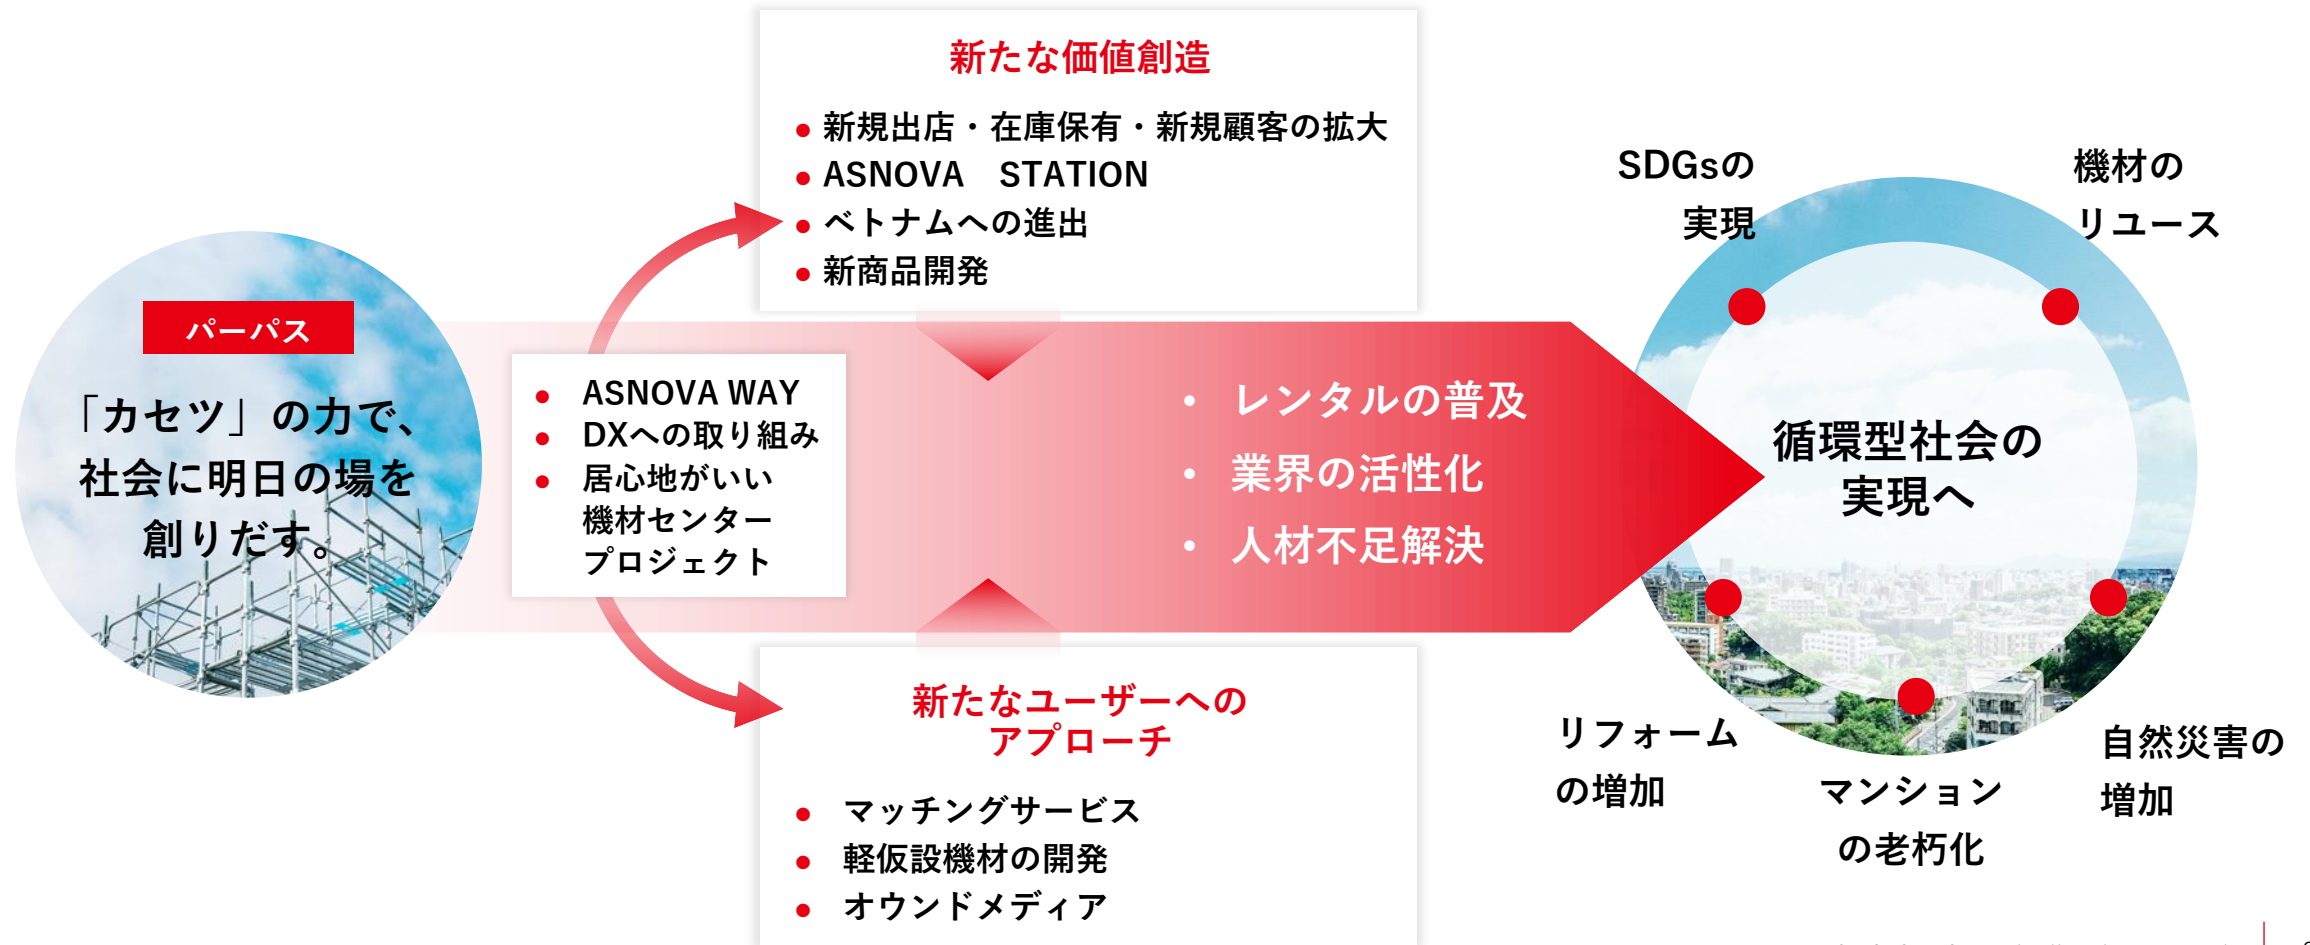 パーパス
「カセツ」の力で、
社会に明日の場を
創りだす。
ASNOVA WAY
DXへの取り組み
居心地がいい
機材センター
プロジェクト
新たな価値創造
新規出店・在庫保有・新規顧客の拡大
ASNOVA　STATION
ベトナムへの進出
新商品開発
・ レンタルの普及
・ 業界の活性化
・ 人材不足解決
新たなユーザーへの
アプローチ
マッチングサービス
軽仮設機材の開発
オウンドメディア
SDGsの
実現
機材の
リユース
循環型社会の
実現へ
リフォーム
の増加
マンション
の老朽化
自然災害の
増加